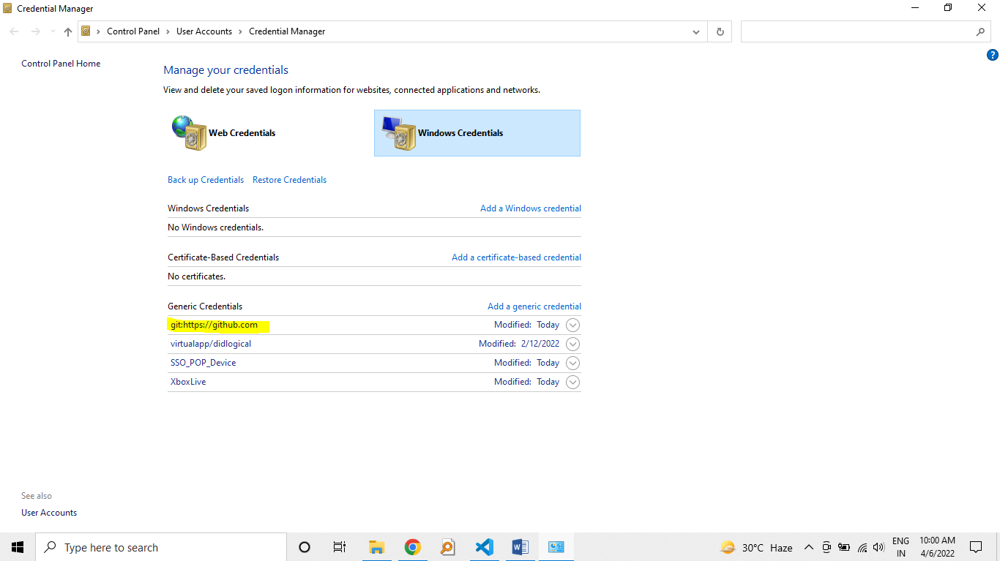 Credential Manager
Control Panel > User Accounts > Credential Manager
Control Panel Home
Manage your credentials
View and delete your saved logon information for websites, connected applications and networks.
Web Credentials Windows Credentials
Back up Credentials Restore Credentials
Windows Credentials Add a Windows credential
No Windows credentials.
Certificate-Based Credentials Add a certificate-based credential
No certificates.
Generic Credentials Add a generic credential
git:https://github.com Modified: Today
virtualapp/didlogical Modified: 2/12/2022
SSO_POP_Device Modified: Today
XboxLive Modified: Today
See also
User Accounts
Type here to search 30°C Haze ENG IN 10:00 AM 4/6/2022